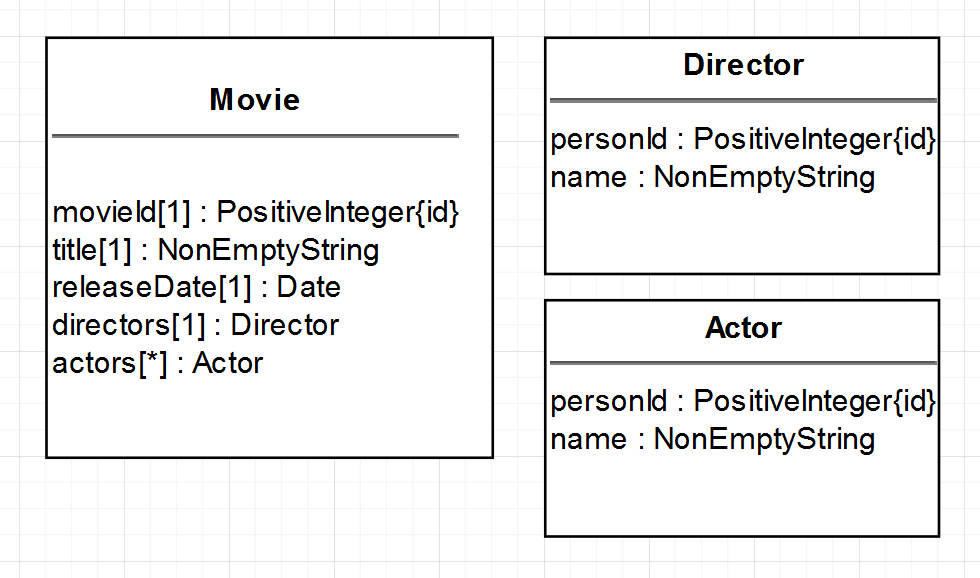 Movie
movieId[1] : PositiveInteger{id}
title[1] : NonEmptyString
releaseDate[1] : Date
directors[1] : Director
actors[*] : Actor
Director
personId : PositiveInteger{id}
name : NonEmptyString
Actor
personId : PositiveInteger{id}
name : NonEmptyString